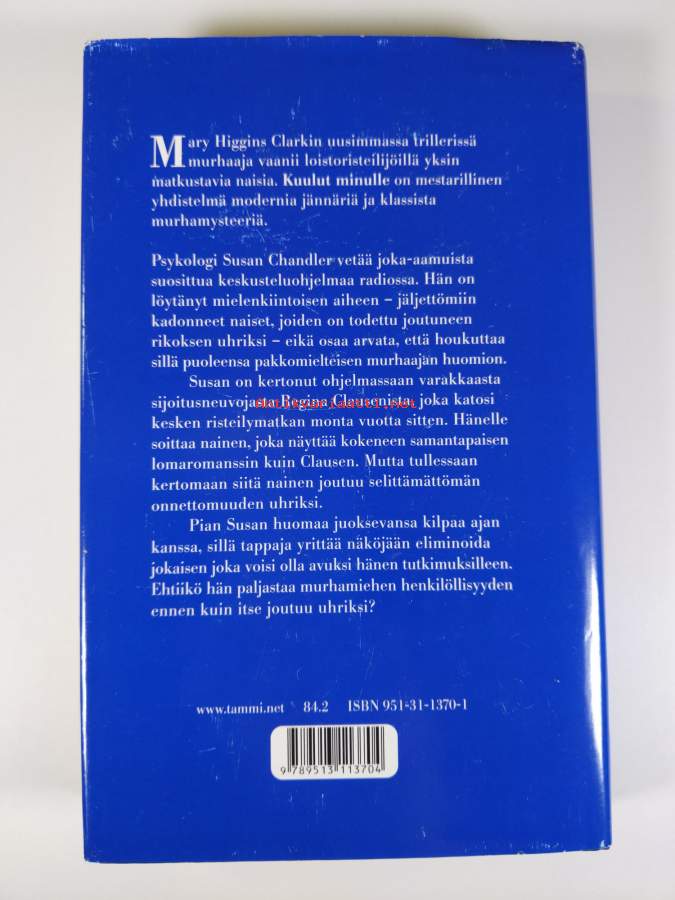 Mary Higgins Clarkin uusimmassa trillerissä
murhaaja vaanii loistoristeilijöillä yksin
matkustavia naisia. Kuulut minulle on mestarillinen
yhdistelmä modernia jännäriä ja klassista
murhamysteeriä.
Psykologi Susan Chandler vetää joka-aamuista
suosittua keskusteluohjelmaa radiossa. Hän on
löytänyt mielenkiintoisen aiheen – jäljettömiin
kadonneet naiset, joiden on todettu joutuneen
rikoksen uhriksi – eikä osaa arvata, että houkuttaa
sillä puoleensa pakkomielteisen murhaajan huomion.
Susan on kertonut ohjelmassaan varakkaasta
sijoitusneuvojasta Regina Clausenista, joka katosi
antikvariaatti.net
kesken risteilymatkan monta vuotta sitten. Hänelle
soittaa nainen, joka näyttää kokeneen samantapaisen
lomaromanssin kuin Clausen. Mutta tullessaan
kertomaan siitä nainen joutuu selittämättömän
onnettomuuden uhriksi.
Pian Susan huomaa juoksevansa kilpaa ajan
kanssa, sillä tappaja yrittää näköjään eliminoida
jokaisen joka voisi olla avuksi hänen tutkimuksilleen.
Ehtiikö hän paljastaa murhamiehen henkilöllisyyden
ennen kuin itse joutuu uhriksi?
www.tammi.net 84.2 ISBN 951-31-1370-1
9 789513 113704